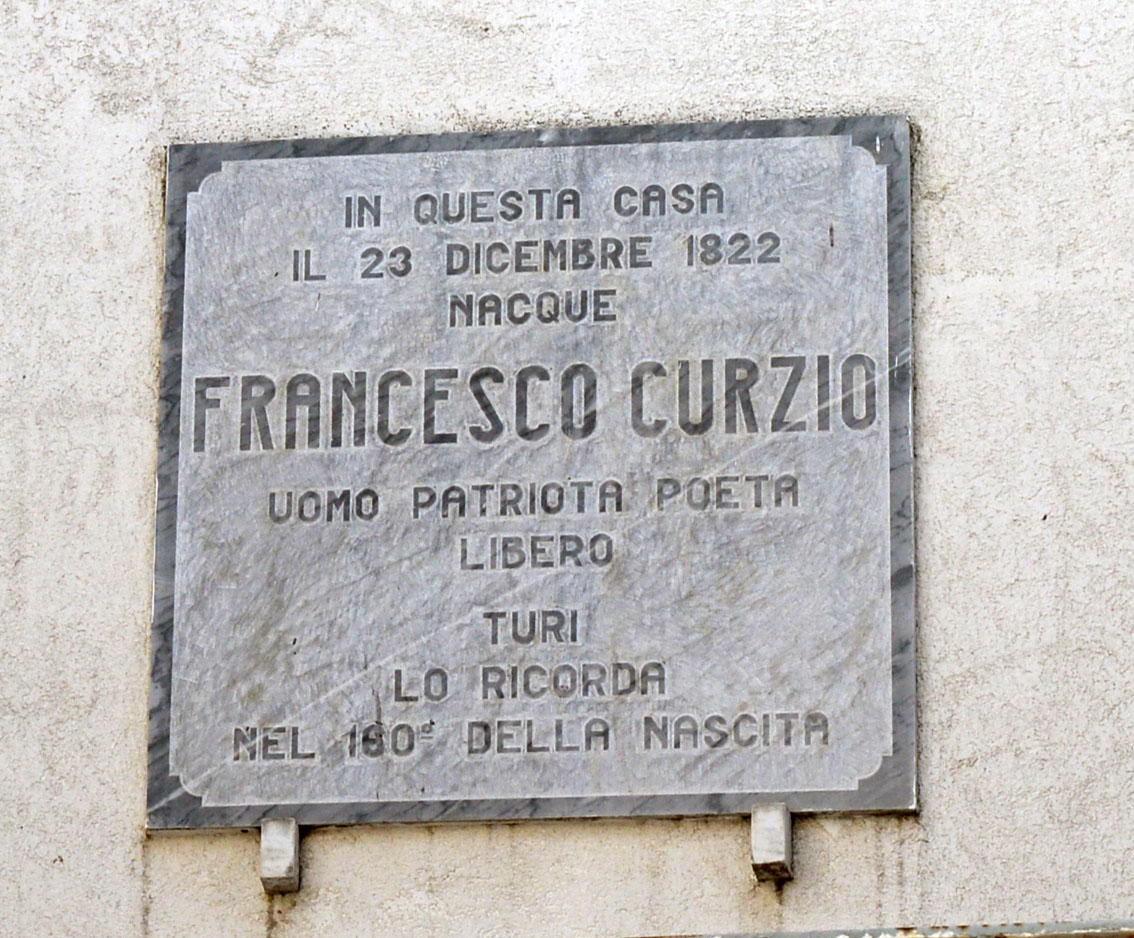 IN QUESTA CASA
IL 23 DICEMBRE 1822
NACQUE
FRANCESCO CURZIO
UOMO PATRIOTA POETA
LIBERO
TURI
LO RICORDA
NEL 160º DELLA NASCITA